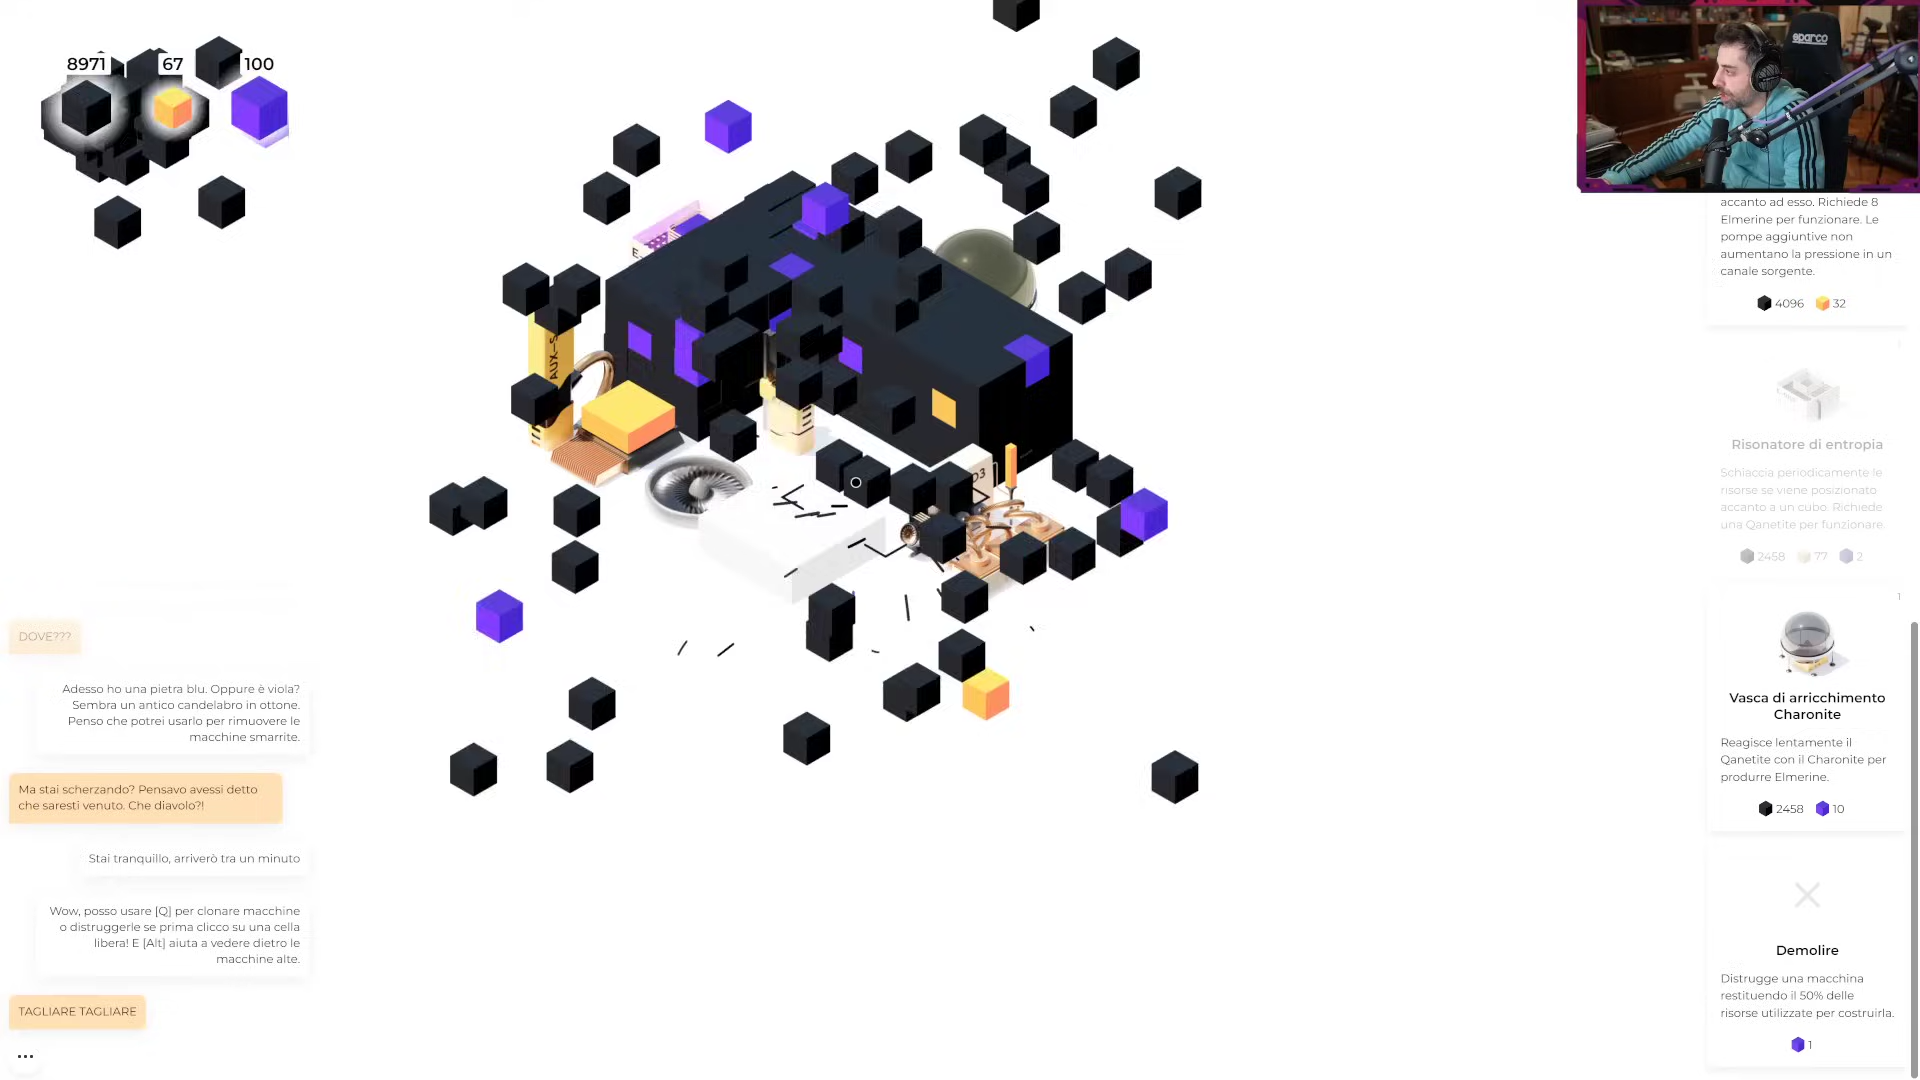 8971
67
100
sparco
accanto ad esso. Richiede 8
Elmerine per funzionare. Le
pompe aggiuntive non
aumentano la pressione in un
canale sorgente.
4096 32
Risonatore di entropia
Schiaccia periodicamente le
risorse se viene posizionato
accanto a un cubo. Richiede
una Qanetite per funzionare.
2458 77 2
1
Vasca di arricchimento
Charonite
Reagisce lentamente il
Qanetite con il Charonite per
produrre Elmerine.
2458 10
Demolire
Distrugge una macchina
restituendo il 50% delle
risorse utilizzate per costruirla.
1
AUX-S
DOVE???
Adesso ho una pietra blu. Oppure è viola?
Sembra un antico candelabro in ottone.
Penso che potrei usarlo per rimuovere le
macchine smarrite.
Ma stai scherzando? Pensavo avessi detto
che saresti venuto. Che diavolo?!
Stai tranquillo, arriverò tra un minuto
Wow, posso usare [Q] per clonare macchine
o distruggerle se prima clicco su una cella
libera! E [Alt] aiuta a vedere dietro le
macchine alte.
TAGLIARE TAGLIARE
...